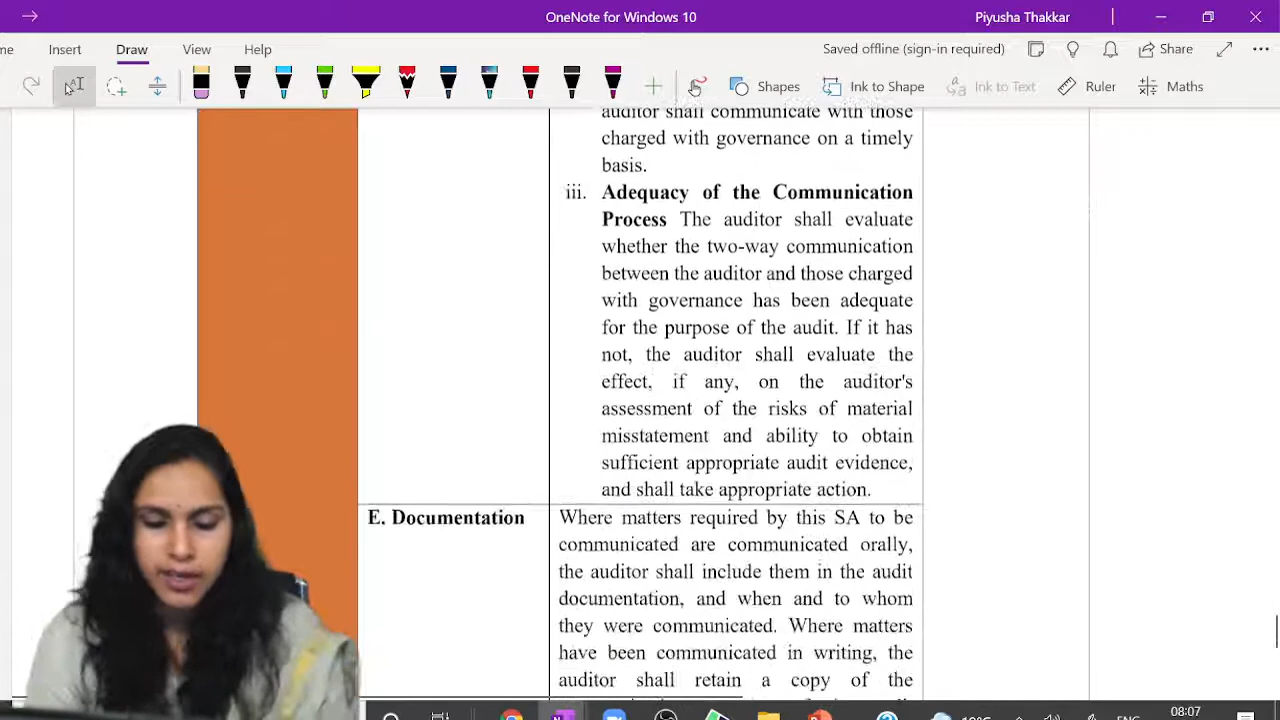 OneNote for Windows 10
Piyusha Thakkar
me Insert Draw View Help
Saved offline (sign-in required)
Share
Shapes
Ink to Shape
Ink to Text
Ruler
Maths
auditor shall communicate with those
charged with governance on a timely
basis.
iii. Adequacy of the Communication
Process The auditor shall evaluate
whether the two-way communication
between the auditor and those charged
with governance has been adequate
for the purpose of the audit. If it has
not, the auditor shall evaluate the
effect, if any, on the auditor's
assessment of the risks of material
misstatement and ability to obtain
sufficient appropriate audit evidence,
and shall take appropriate action.
E. Documentation
Where matters required by this SA to be
communicated are communicated orally,
the auditor shall include them in the audit
documentation, and when and to whom
they were communicated. Where matters
have been communicated in writing, the
auditor shall retain a copy of the
ENG
08:07